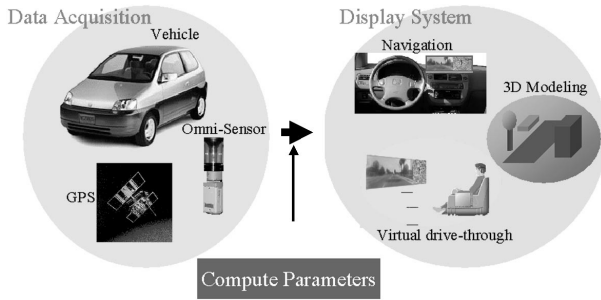 Data Acquisition
Vehicle
Omni-Sensor
GPS
Display System
Navigation
3D Modeling
Virtual drive-through
Compute Parameters